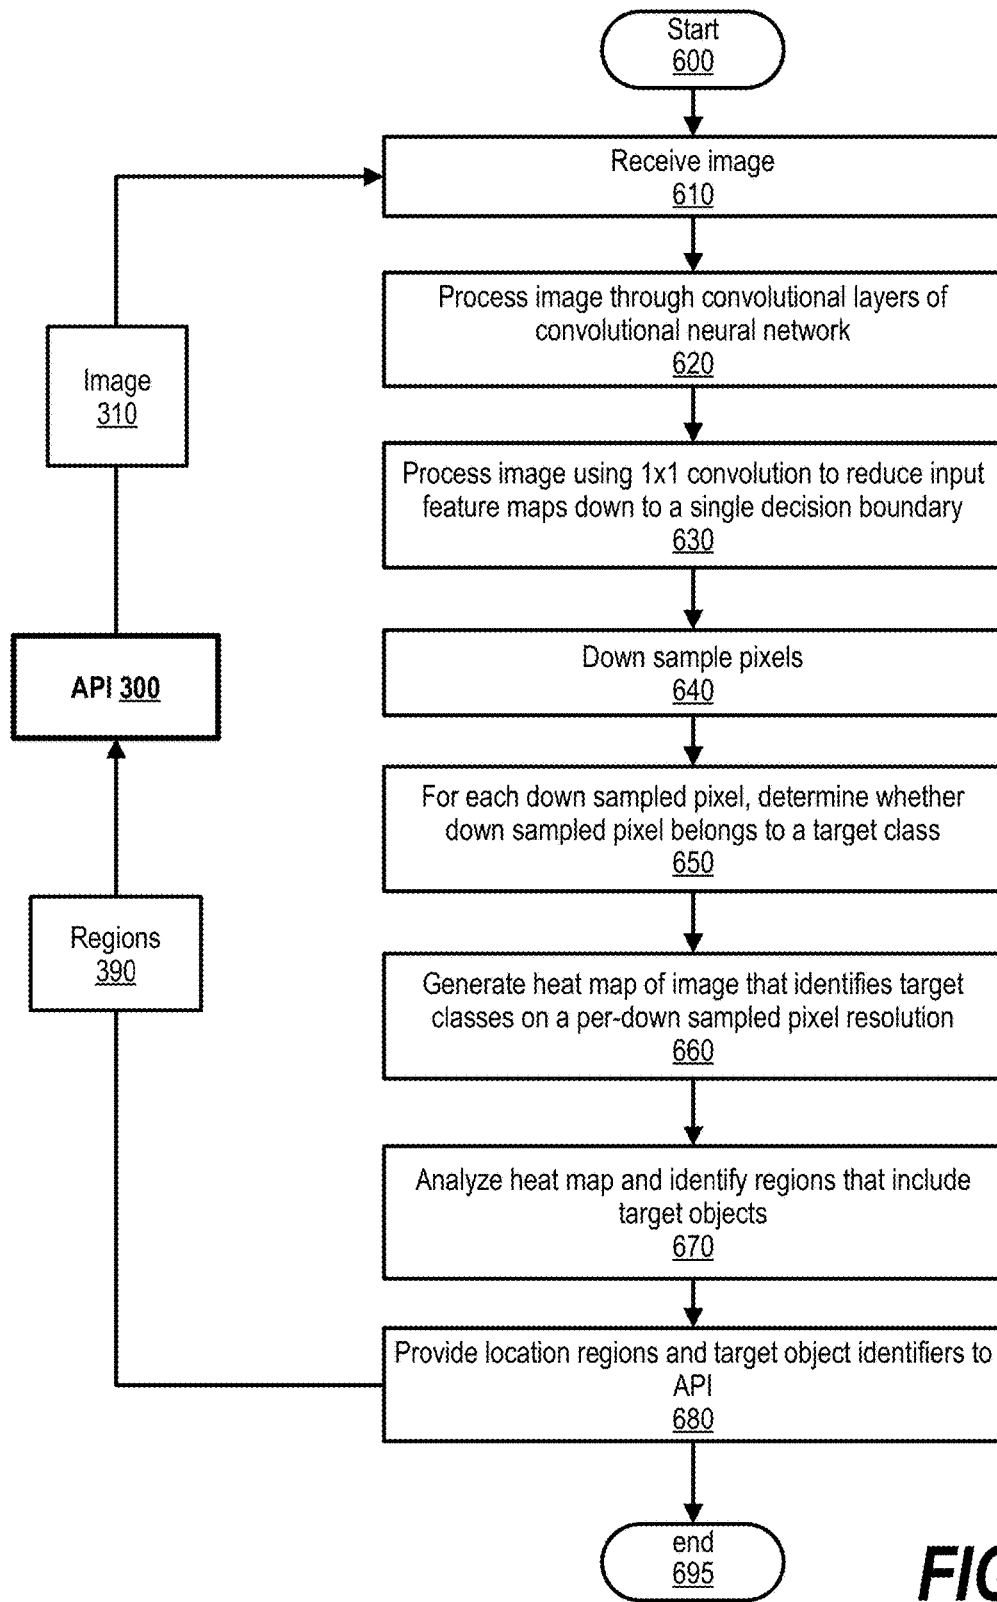 Start
600
Receive image
610
Process image through convolutional layers of
convolutional neural network
620
Image
310
Process image using 1x1 convolution to reduce input
feature maps down to a single decision boundary
630
API 300
Down sample pixels
640
For each down sampled pixel, determine whether
down sampled pixel belongs to a target class
650
Regions
390
Generate heat map of image that identifies target
classes on a per-down sampled pixel resolution
660
Analyze heat map and identify regions that include
target objects
670
Provide location regions and target object identifiers to
API
680
end
695
FIG